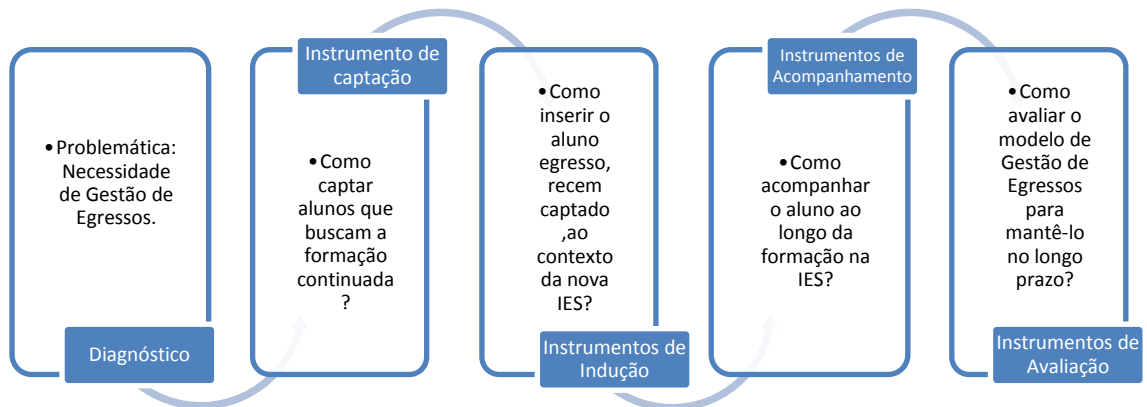 •Problemática:
Necessidade
de Gestão de
Egressos.
Diagnóstico
Instrumento de
captação
•Como
captar
alunos que
buscam a
formação
continuada
?
•Como
inserir o
aluno
egresso,
recem
captado
,ao
contexto
da nova
IES?
Instrumentos de
Indução
Instrumentos de
Acompanhamento
•Como
acompanhar
o aluno ao
longo da
formação na
IES?
•Como
avaliar o
modelo de
Gestão de
Egressos
para
mantê-lo
no longo
prazo?
Instrumentos de
Avaliação